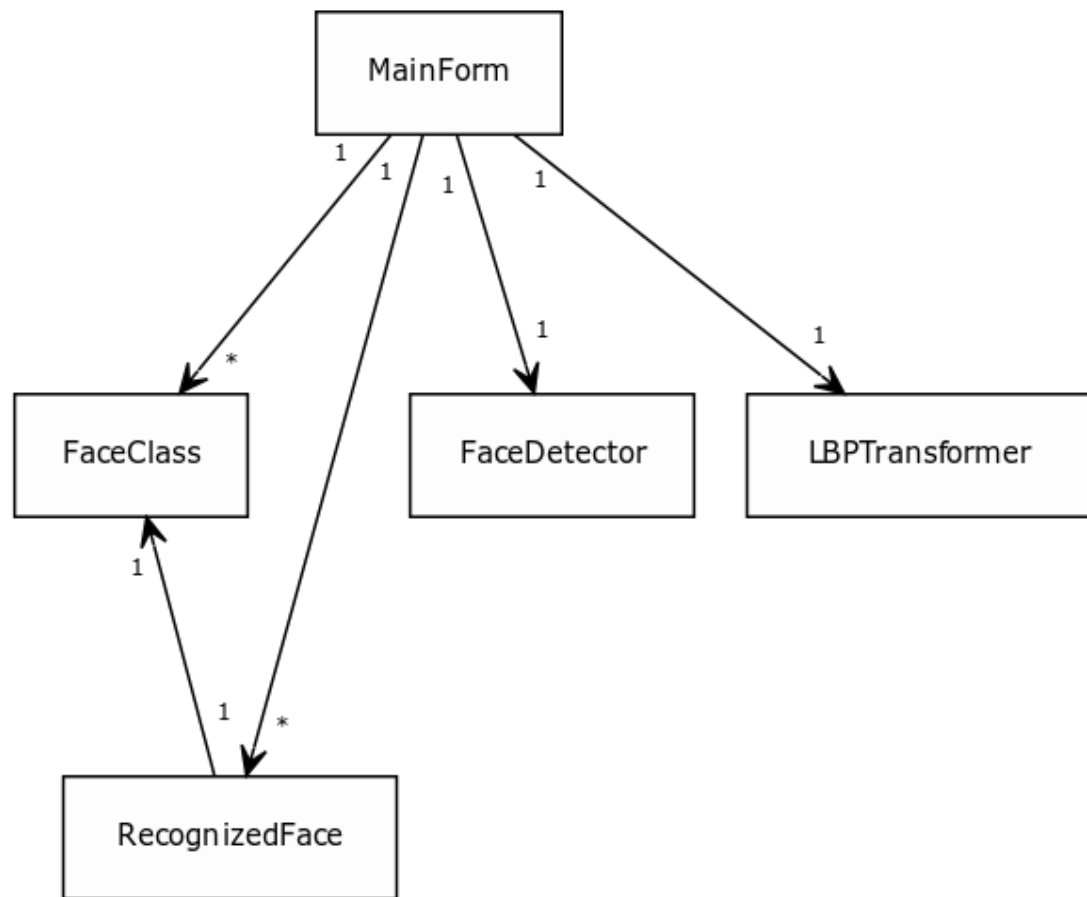 MainForm
1
1
1
1
*
1
1
FaceClass
FaceDetector
LBPTransformer
1
1
*
RecognizedFace